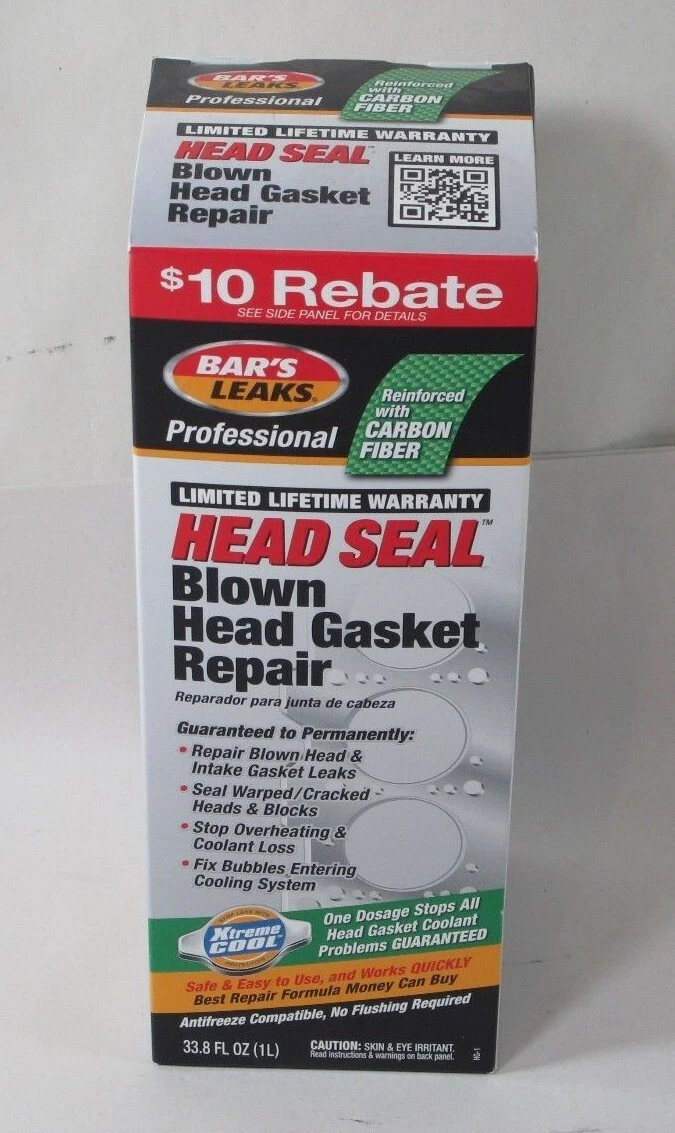 BAR'S
LEAKS
Professional
Reinforced
with
CARBON
FIBER
LIMITED LIFETIME WARRANTY
HEAD SEAL™
Blown
Head Gasket
Repair
LEARN MORE
$10 Rebate
SEE SIDE PANEL FOR DETAILS
BAR'S
LEAKS®
Professional
Reinforced
with
CARBON
FIBER
LIMITED LIFETIME WARRANTY
HEAD SEAL™
Blown
Head Gasket
Repair
Reparador para junta de cabeza
Guaranteed to Permanently:
• Repair Blown Head &
Intake Gasket Leaks
• Seal Warped/Cracked
Heads & Blocks
• Stop Overheating &
Coolant Loss
• Fix Bubbles Entering
Cooling System
Xtreme
COOL™
One Dosage Stops All
Head Gasket Coolant
Problems GUARANTEED
Safe & Easy to Use, and Works QUICKLY
Best Repair Formula Money Can Buy
Antifreeze Compatible, No Flushing Required
33.8 FL OZ (1L)
CAUTION: SKIN & EYE IRRITANT.
Read instructions & warnings on back panel.
HG-1